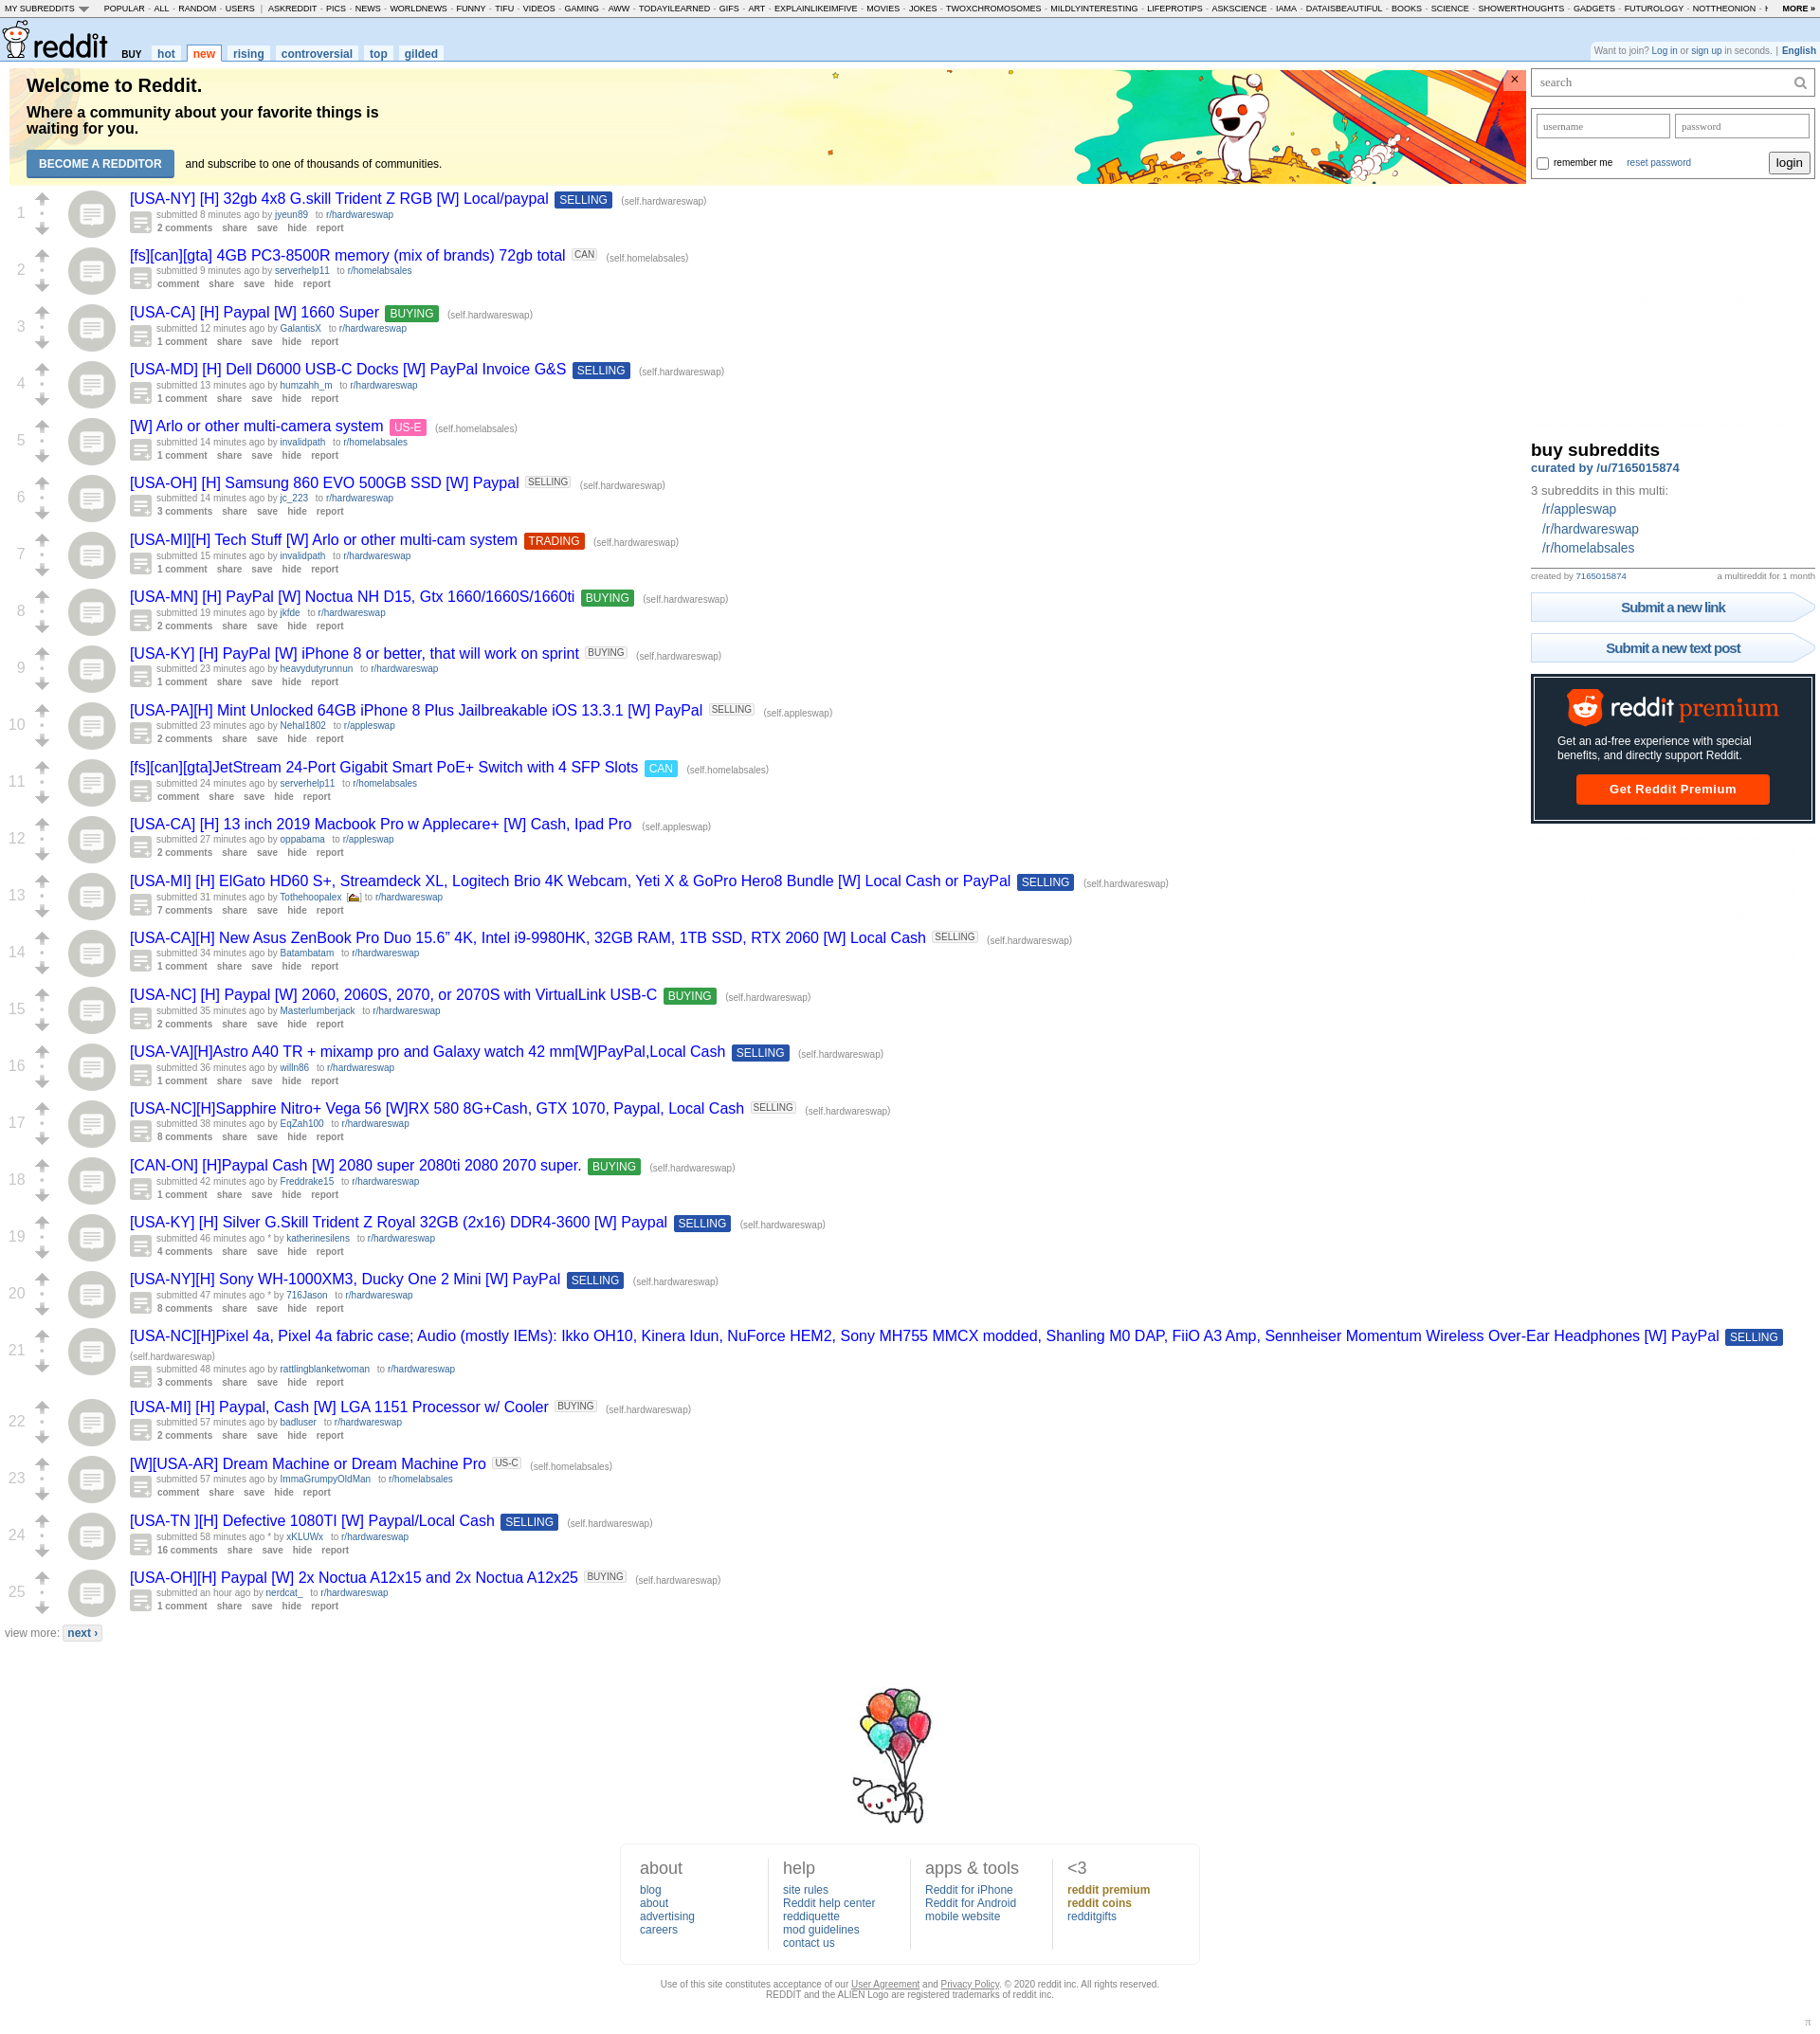 MY SUBREDDITS POPULAR - ALL - RANDOM - USERS | ASKREDDIT - PICS - NEWS - WORLDNEWS - FUNNY - TIFU - VIDEOS - GAMING - AWW - TODAYILEARNED - GIFS - ART - EXPLAINLIKEIMFIVE - MOVIES - JOKES - TWOXCHROMOSOMES - MILDLYINTERESTING - LIFEPROTIPS - ASKSCIENCE - IAMA - DATAISBEAUTIFUL - BOOKS - SCIENCE - SHOWERTHOUGHTS - GADGETS - FUTUROLOGY - NOTTHEONION - MORE »
reddit BUY hot new rising controversial top gilded
Want to join? Log in or sign up in seconds. | English
Welcome to Reddit.
Where a community about your favorite things is
waiting for you.
BECOME A REDDITOR and subscribe to one of thousands of communities.
×
search
username password
remember me reset password login
1
[USA-NY] [H] 32gb 4x8 G.skill Trident Z RGB [W] Local/paypal SELLING (self.hardwareswap)
submitted 8 minutes ago by jyeun89 to r/hardwareswap
2 comments share save hide report
2
[fs][can][gta] 4GB PC3-8500R memory (mix of brands) 72gb total CAN (self.homelabsales)
submitted 9 minutes ago by serverhelp11 to r/homelabsales
comment share save hide report
3
[USA-CA] [H] Paypal [W] 1660 Super BUYING (self.hardwareswap)
submitted 12 minutes ago by GalantisX to r/hardwareswap
1 comment share save hide report
4
[USA-MD] [H] Dell D6000 USB-C Docks [W] PayPal Invoice G&S SELLING (self.hardwareswap)
submitted 13 minutes ago by humzahh_m to r/hardwareswap
1 comment share save hide report
5
[W] Arlo or other multi-camera system US-E (self.homelabsales)
submitted 14 minutes ago by invalidpath to r/homelabsales
1 comment share save hide report
6
[USA-OH] [H] Samsung 860 EVO 500GB SSD [W] Paypal SELLING (self.hardwareswap)
submitted 14 minutes ago by jc_223 to r/hardwareswap
3 comments share save hide report
7
[USA-MI][H] Tech Stuff [W] Arlo or other multi-cam system TRADING (self.hardwareswap)
submitted 15 minutes ago by invalidpath to r/hardwareswap
1 comment share save hide report
8
[USA-MN] [H] PayPal [W] Noctua NH D15, Gtx 1660/1660S/1660ti BUYING (self.hardwareswap)
submitted 19 minutes ago by jkfde to r/hardwareswap
2 comments share save hide report
9
[USA-KY] [H] PayPal [W] iPhone 8 or better, that will work on sprint BUYING (self.hardwareswap)
submitted 23 minutes ago by heavydutyrunnun to r/hardwareswap
1 comment share save hide report
10
[USA-PA][H] Mint Unlocked 64GB iPhone 8 Plus Jailbreakable iOS 13.3.1 [W] PayPal SELLING (self.appleswap)
submitted 23 minutes ago by Nehal1802 to r/appleswap
2 comments share save hide report
11
[fs][can][gta]JetStream 24-Port Gigabit Smart PoE+ Switch with 4 SFP Slots CAN (self.homelabsales)
submitted 24 minutes ago by serverhelp11 to r/homelabsales
comment share save hide report
12
[USA-CA] [H] 13 inch 2019 Macbook Pro w Applecare+ [W] Cash, Ipad Pro (self.appleswap)
submitted 27 minutes ago by oppabama to r/appleswap
2 comments share save hide report
13
[USA-MI] [H] ElGato HD60 S+, Streamdeck XL, Logitech Brio 4K Webcam, Yeti X & GoPro Hero8 Bundle [W] Local Cash or PayPal SELLING (self.hardwareswap)
submitted 31 minutes ago by Tothehoopalex [] to r/hardwareswap
7 comments share save hide report
14
[USA-CA][H] New Asus ZenBook Pro Duo 15.6” 4K, Intel i9-9980HK, 32GB RAM, 1TB SSD, RTX 2060 [W] Local Cash SELLING (self.hardwareswap)
submitted 34 minutes ago by Batambatam to r/hardwareswap
1 comment share save hide report
15
[USA-NC] [H] Paypal [W] 2060, 2060S, 2070, or 2070S with VirtualLink USB-C BUYING (self.hardwareswap)
submitted 35 minutes ago by Masterlumberjack to r/hardwareswap
2 comments share save hide report
16
[USA-VA][H]Astro A40 TR + mixamp pro and Galaxy watch 42 mm[W]PayPal,Local Cash SELLING (self.hardwareswap)
submitted 36 minutes ago by willn86 to r/hardwareswap
1 comment share save hide report
17
[USA-NC][H]Sapphire Nitro+ Vega 56 [W]RX 580 8G+Cash, GTX 1070, Paypal, Local Cash SELLING (self.hardwareswap)
submitted 38 minutes ago by EqZah100 to r/hardwareswap
8 comments share save hide report
18
[CAN-ON] [H]Paypal Cash [W] 2080 super 2080ti 2080 2070 super. BUYING (self.hardwareswap)
submitted 42 minutes ago by Freddrake15 to r/hardwareswap
1 comment share save hide report
19
[USA-KY] [H] Silver G.Skill Trident Z Royal 32GB (2x16) DDR4-3600 [W] Paypal SELLING (self.hardwareswap)
submitted 46 minutes ago * by katherinesilens to r/hardwareswap
4 comments share save hide report
20
[USA-NY][H] Sony WH-1000XM3, Ducky One 2 Mini [W] PayPal SELLING (self.hardwareswap)
submitted 47 minutes ago * by 716Jason to r/hardwareswap
8 comments share save hide report
21
[USA-NC][H]Pixel 4a, Pixel 4a fabric case; Audio (mostly IEMs): Ikko OH10, Kinera Idun, NuForce HEM2, Sony MH755 MMCX modded, Shanling M0 DAP, FiiO A3 Amp, Sennheiser Momentum Wireless Over-Ear Headphones [W] PayPal SELLING
(self.hardwareswap)
submitted 48 minutes ago by rattlingblanketwoman to r/hardwareswap
3 comments share save hide report
22
[USA-MI] [H] Paypal, Cash [W] LGA 1151 Processor w/ Cooler BUYING (self.hardwareswap)
submitted 57 minutes ago by badluser to r/hardwareswap
2 comments share save hide report
23
[W][USA-AR] Dream Machine or Dream Machine Pro US-C (self.homelabsales)
submitted 57 minutes ago by ImmaGrumpyOldMan to r/homelabsales
comment share save hide report
24
[USA-TN ][H] Defective 1080TI [W] Paypal/Local Cash SELLING (self.hardwareswap)
submitted 58 minutes ago * by xKLUWx to r/hardwareswap
16 comments share save hide report
25
[USA-OH][H] Paypal [W] 2x Noctua A12x15 and 2x Noctua A12x25 BUYING (self.hardwareswap)
submitted an hour ago by nerdcat_ to r/hardwareswap
1 comment share save hide report
view more: next ›
buy subreddits
curated by /u/7165015874
3 subreddits in this multi:
/r/appleswap
/r/hardwareswap
/r/homelabsales
created by 7165015874 a multireddit for 1 month
Submit a new link
Submit a new text post
reddit premium
Get an ad-free experience with special
benefits, and directly support Reddit.
Get Reddit Premium
about
blog
about
advertising
careers
help
site rules
Reddit help center
reddiquette
mod guidelines
contact us
apps & tools
Reddit for iPhone
Reddit for Android
mobile website
<3
reddit premium
reddit coins
redditgifts
Use of this site constitutes acceptance of our User Agreement and Privacy Policy. © 2020 reddit inc. All rights reserved.
REDDIT and the ALIEN Logo are registered trademarks of reddit inc.
π